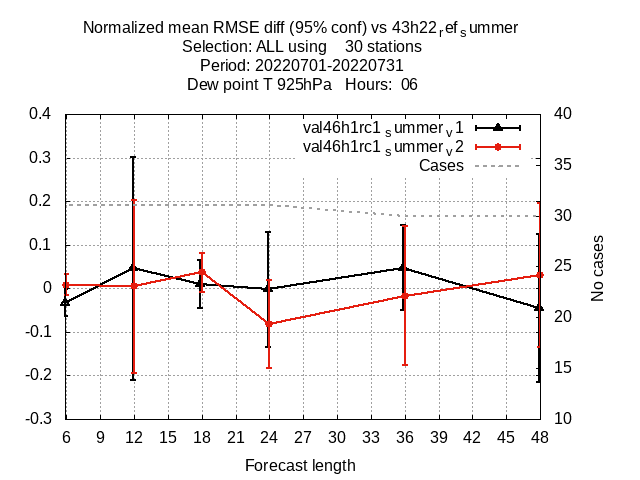 Normalized mean RMSE diff (95% conf) vs 43h22refsummer
Selection: ALL using 30 stations
Period: 20220701-20220731
Dew point T 925hPa Hours: 06
val46h1rc1summerv1
val46h1rc1summerv2
Cases
0.4
0.3
0.2
0.1
0
-0.1
-0.2
-0.3
40
35
30
25
20
15
10
No cases
6 9 12 15 18 21 24 27 30 33 36 39 42 45 48
Forecast length